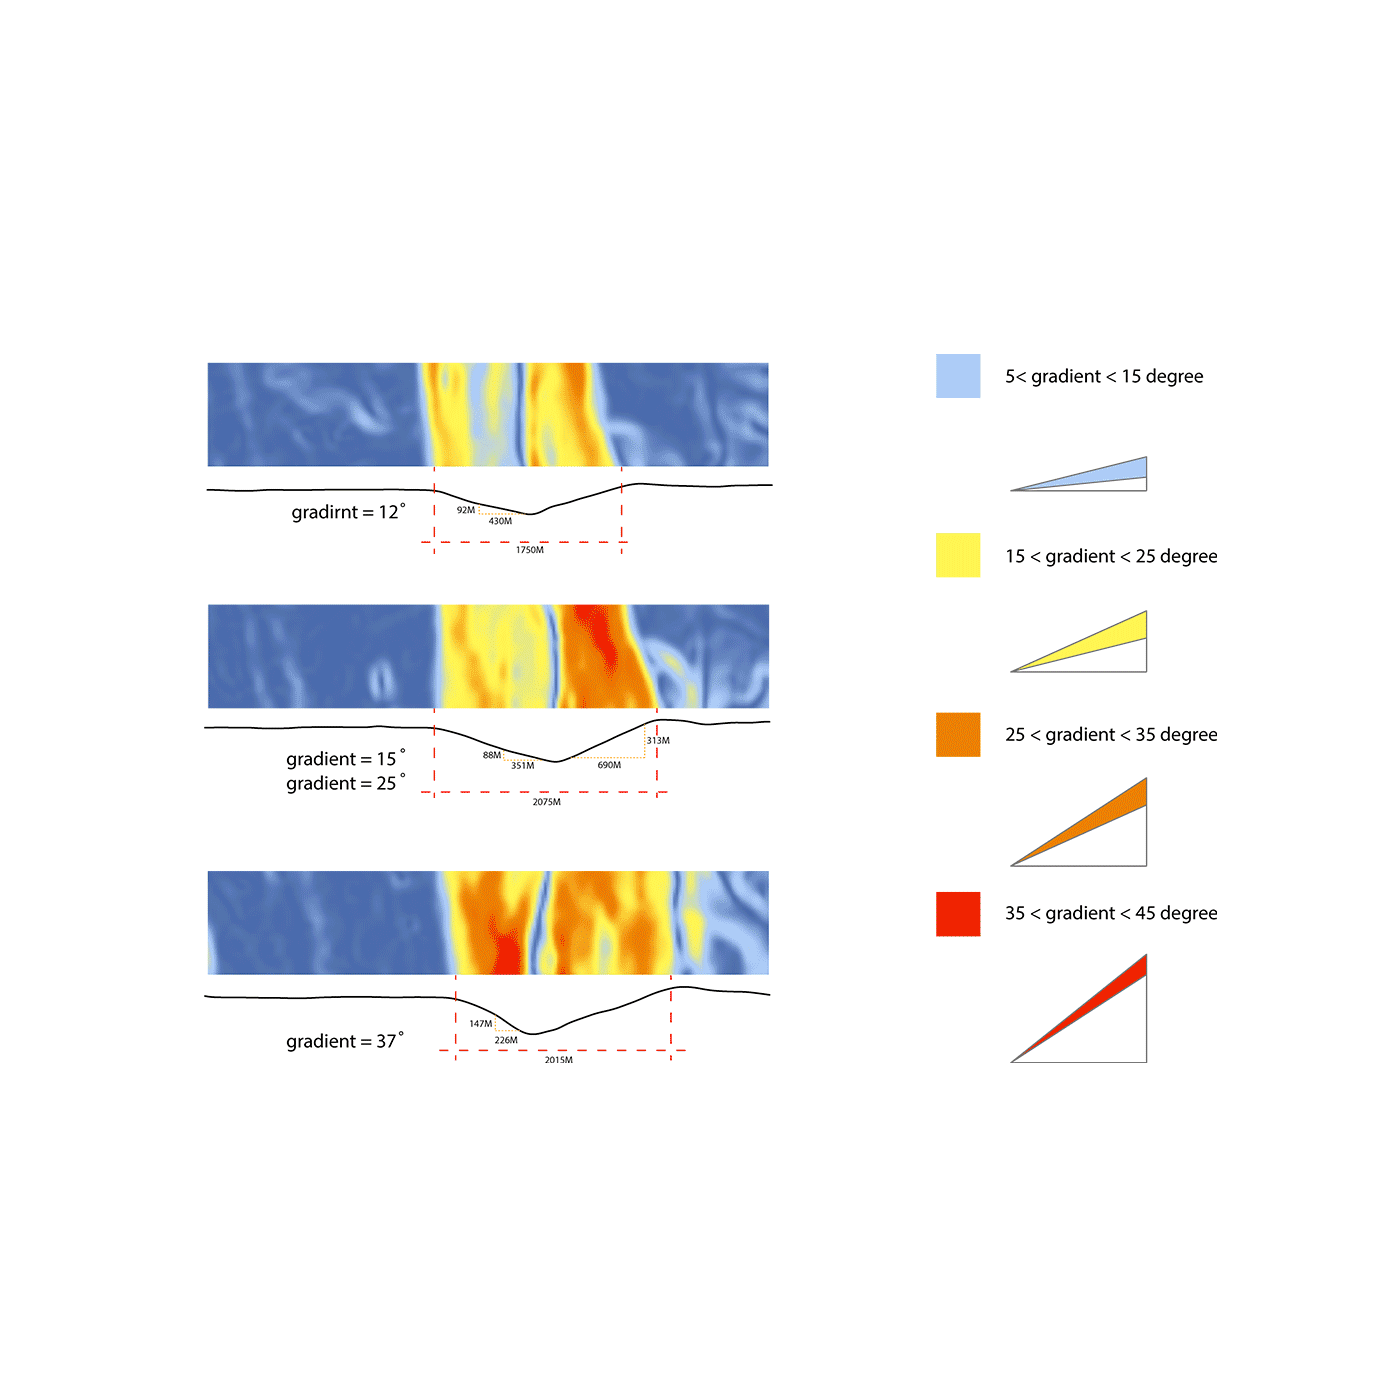 gradirnt = 12°
92M
430M
1750M
gradient = 15°
gradient = 25°
88M
351M
690M
313M
2075M
gradient = 37°
147M
226M
2015M
5< gradient < 15 degree
15 < gradient < 25 degree
25 < gradient < 35 degree
35 < gradient < 45 degree